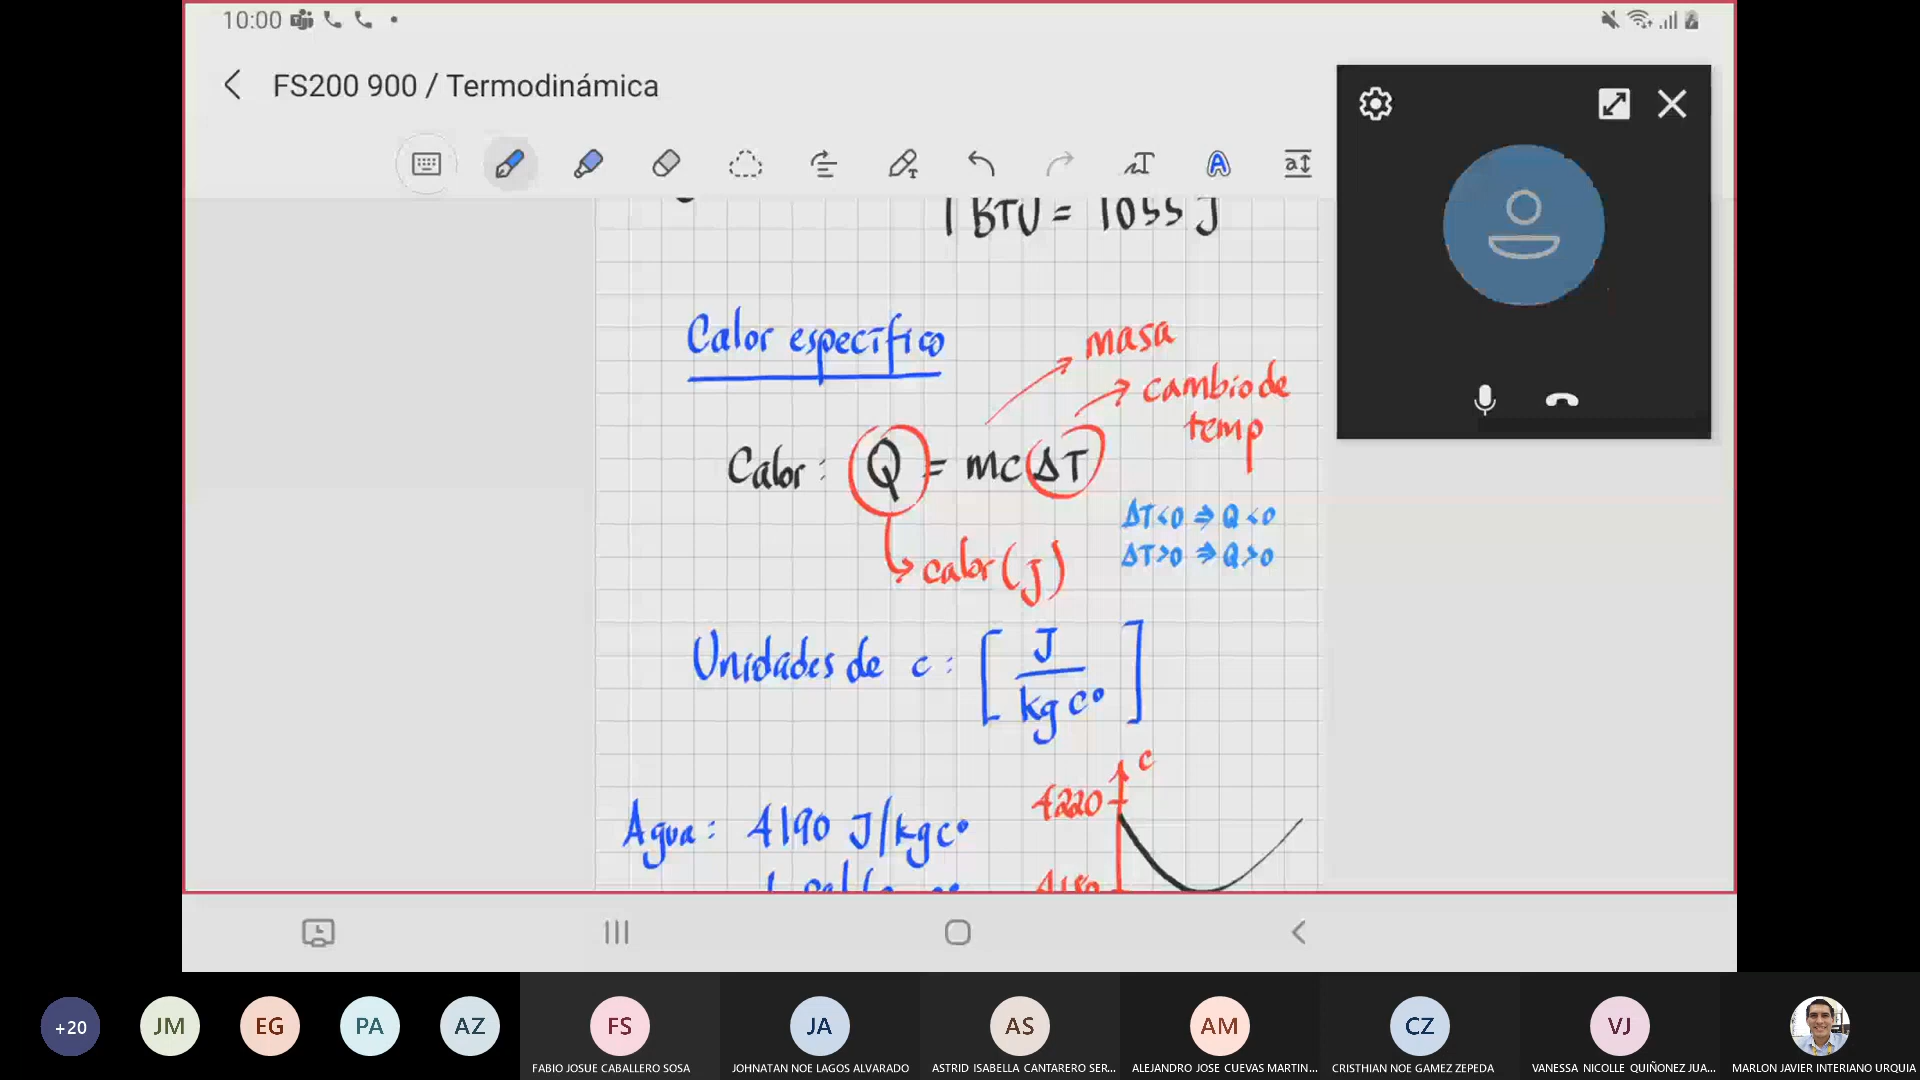 10:00
FS200 900 / Termodinámica
1 BTU = 1055 J
Calor específico
masa
cambio de
temp
Calor: Q = mcΔT
ΔT<0 ⇒ Q<0
ΔT>0 ⇒ Q>0
calor (J)
Unidades de c: [J / kg c°]
c
4220
Agua: 4190 J/kg c°
+20
JM
EG
PA
AZ
FS
JA
AS
AM
CZ
VJ
FABIO JOSUE CABALLERO SOSA
JOHNATAN NOE LAGOS ALVARADO
ASTRID ISABELLA CANTARERO SER...
ALEJANDRO JOSE CUEVAS MARTIN...
CRISTHIAN NOE GAMEZ ZEPEDA
VANESSA NICOLLE QUIÑONEZ JUA...
MARLON JAVIER INTERIANO URQUIA